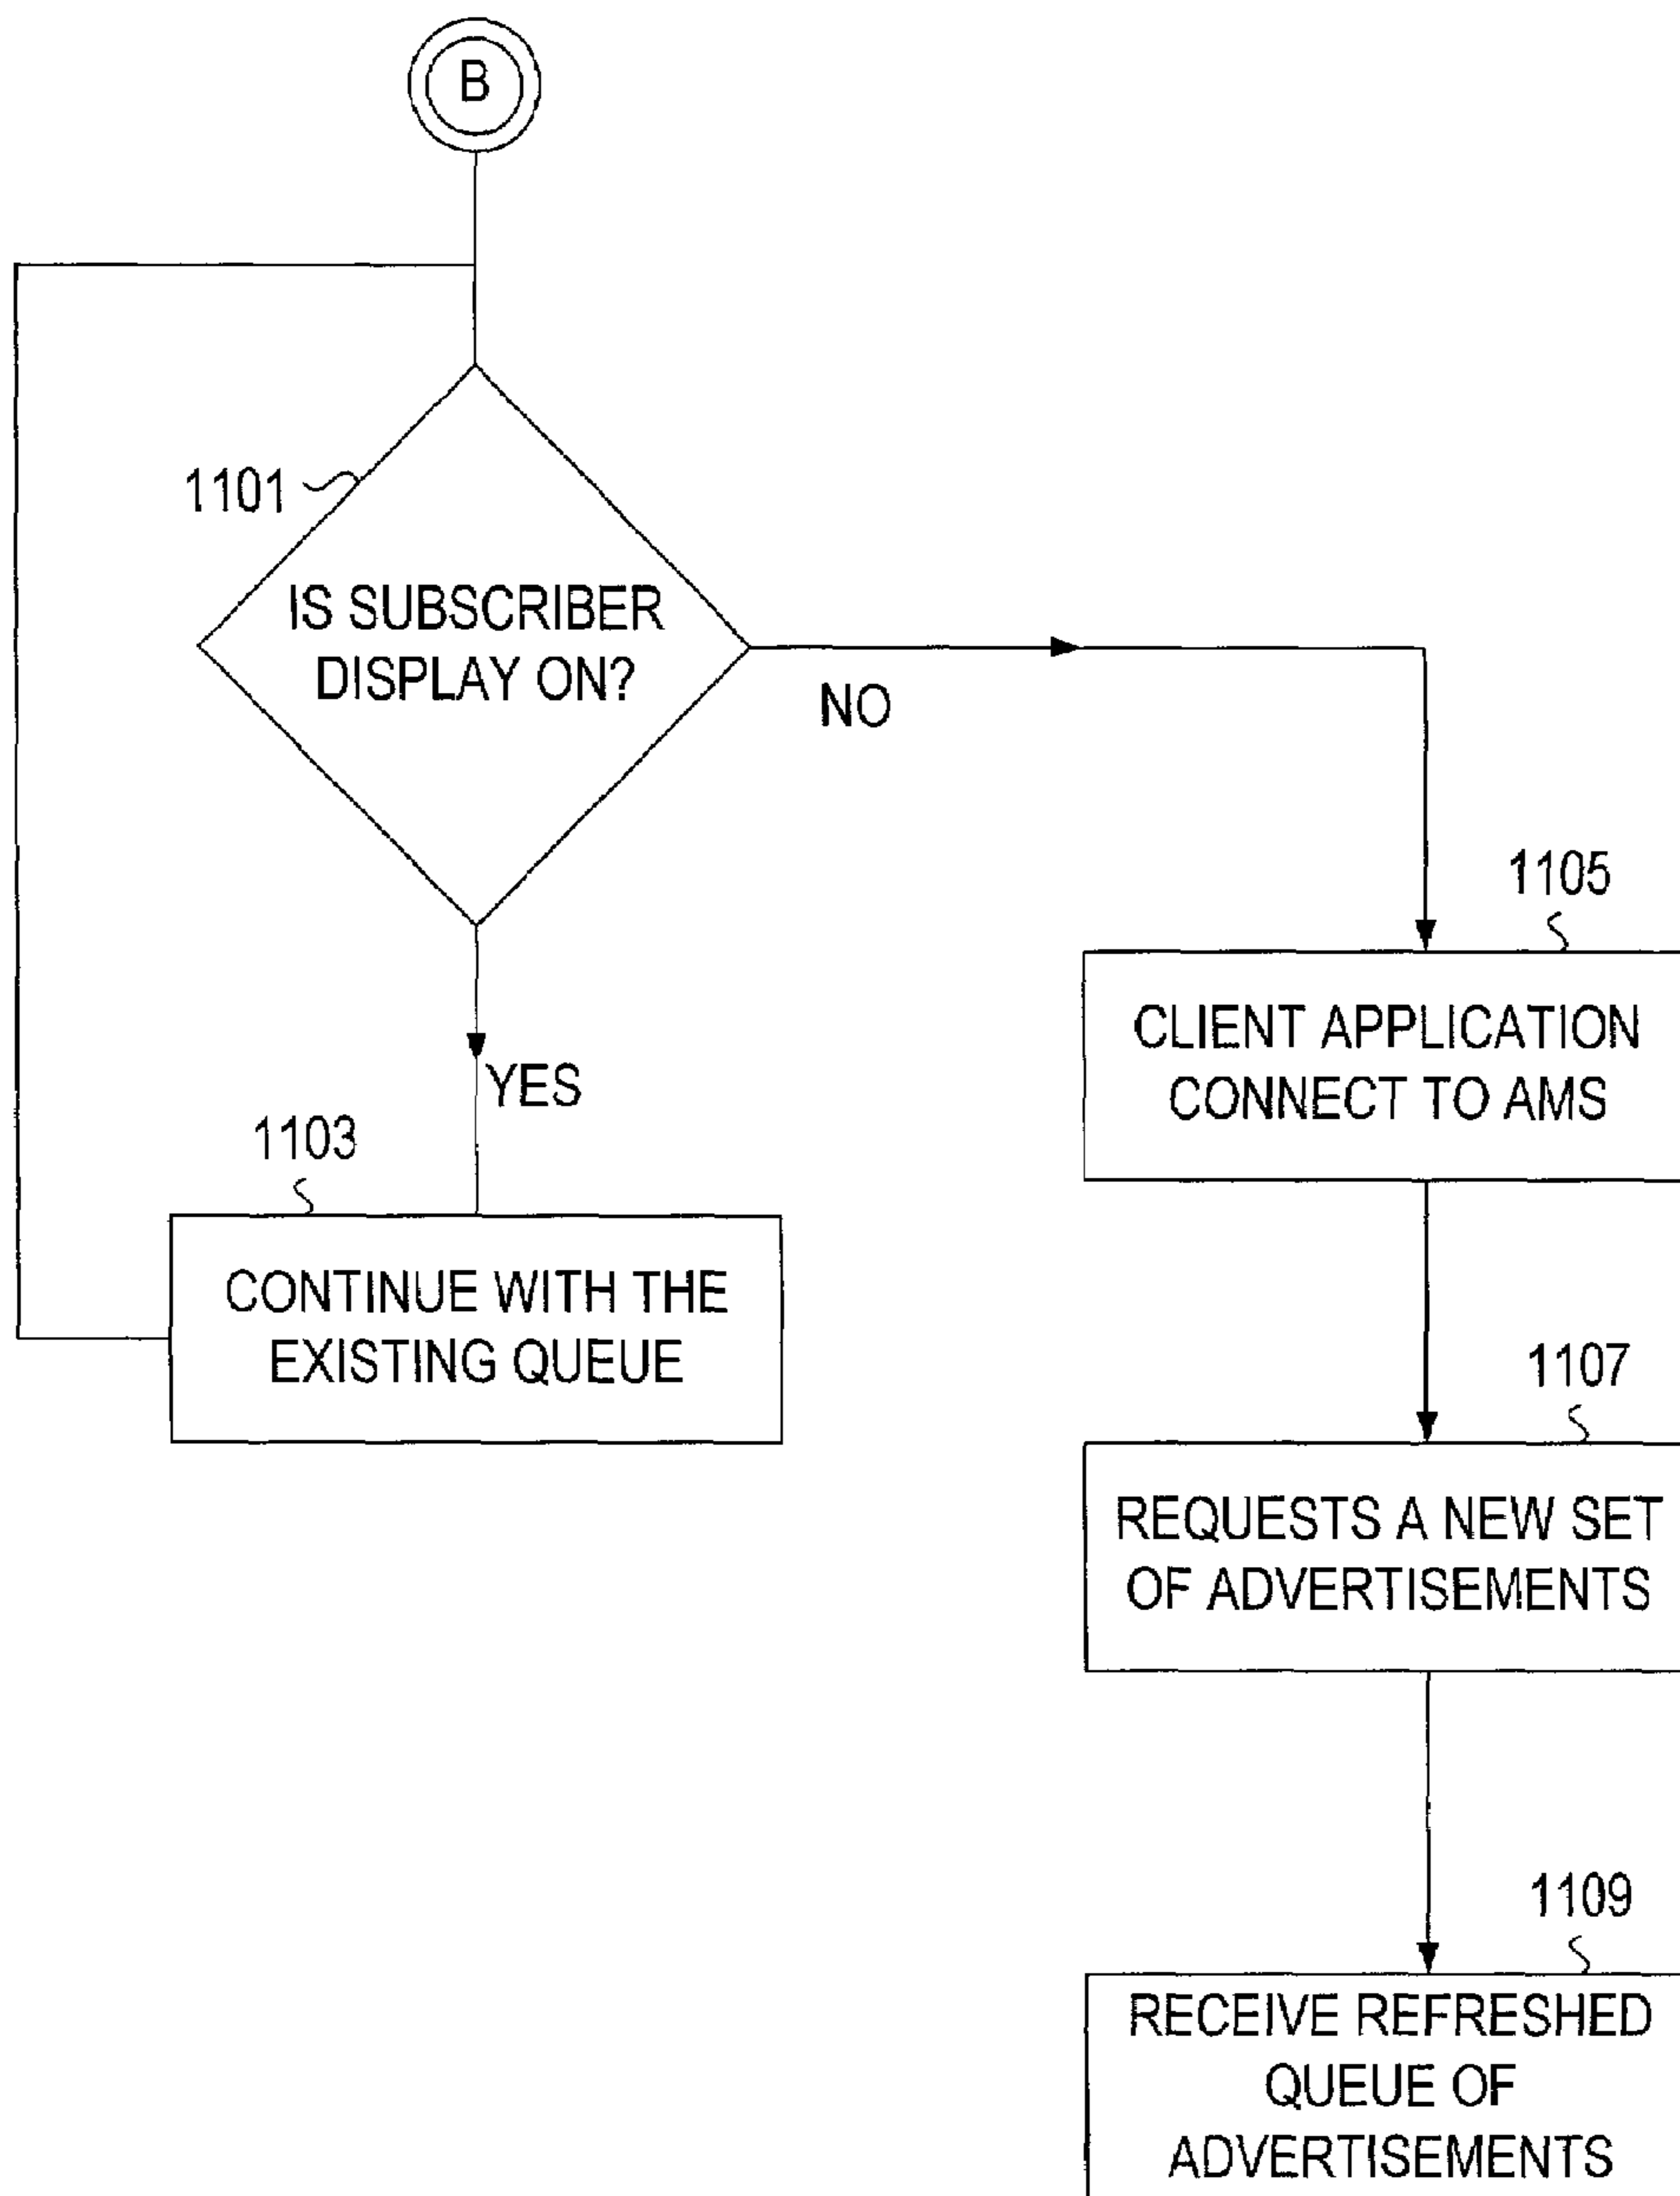 B
1101
IS SUBSCRIBER
DISPLAY ON?
NO
YES
1103
CONTINUE WITH THE
EXISTING QUEUE
1105
CLIENT APPLICATION
CONNECT TO AMS
1107
REQUESTS A NEW SET
OF ADVERTISEMENTS
1109
RECEIVE REFRESHED
QUEUE OF
ADVERTISEMENTS